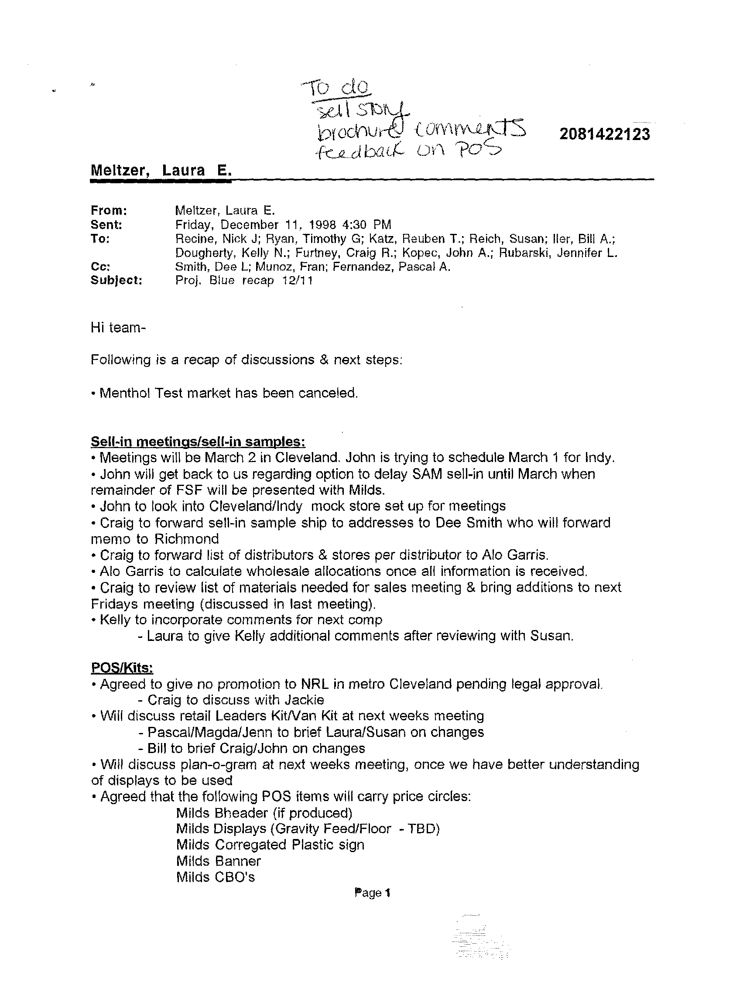 To do
sell story
brochure comments
feedback on POS
2081422123
Meltzer, Laura E.
From: Meltzer, Laura E.
Sent: Friday, December 11, 1998 4:30 PM
To: Recine, Nick J; Ryan, Timothy G; Katz, Reuben T.; Reich, Susan; Iler, Bill A.;
Dougherty, Kelly N.; Furtney, Craig R.; Kopec, John A.; Rubarski, Jennifer L.
Cc: Smith, Dee L; Munoz, Fran; Fernandez, Pascal A.
Subject: Proj. Blue recap 12/11
Hi team-
Following is a recap of discussions & next steps:
• Menthol Test market has been canceled.
Sell-in meetings/sell-in samples:
• Meetings will be March 2 in Cleveland. John is trying to schedule March 1 for Indy.
• John will get back to us regarding option to delay SAM sell-in until March when
remainder of FSF will be presented with Milds.
• John to look into Cleveland/Indy mock store set up for meetings
• Craig to forward sell-in sample ship to addresses to Dee Smith who will forward
memo to Richmond
• Craig to forward list of distributors & stores per distributor to Alo Garris.
• Alo Garris to calculate wholesale allocations once all information is received.
• Craig to review list of materials needed for sales meeting & bring additions to next
Fridays meeting (discussed in last meeting).
• Kelly to incorporate comments for next comp
- Laura to give Kelly additional comments after reviewing with Susan.
POS/Kits:
• Agreed to give no promotion to NRL in metro Cleveland pending legal approval.
- Craig to discuss with Jackie
• Will discuss retail Leaders Kit/Van Kit at next weeks meeting
- Pascal/Magda/Jenn to brief Laura/Susan on changes
- Bill to brief Craig/John on changes
• Will discuss plan-o-gram at next weeks meeting, once we have better understanding
of displays to be used
• Agreed that the following POS items will carry price circles:
Milds Bheader (if produced)
Milds Displays (Gravity Feed/Floor - TBD)
Milds Corregated Plastic sign
Milds Banner
Milds CBO's
Page 1